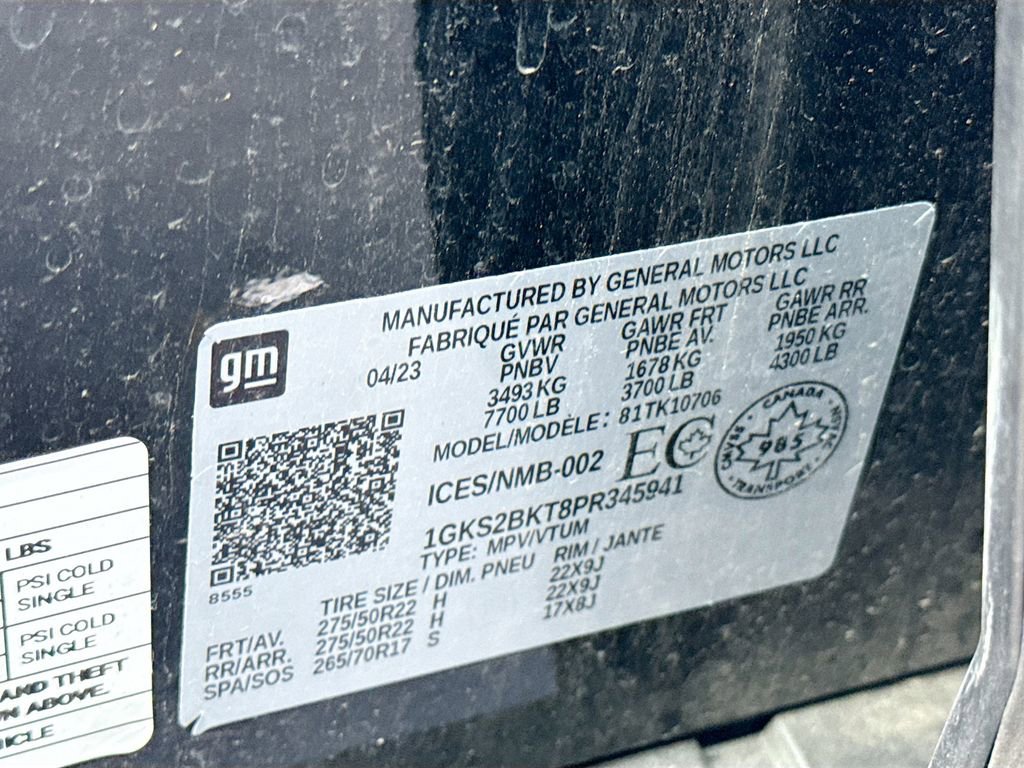 gm
MANUFACTURED BY GENERAL MOTORS LLC
FABRIQUÉ PAR GENERAL MOTORS LLC
04/23
GVWR GAWR FRT GAWR RR
PNBV PNBE AV. PNBE ARR.
3493 KG 1678 KG 1950 KG
7700 LB 3700 LB 4300 LB
MODEL/MODÈLE: 81TK10706
ICES/NMB-002 EC
CANADA
985
TRANSPORT
1GKS2BKT8PR345941
TYPE: MPV/VTUM
8555
TIRE SIZE / DIM. PNEU RIM / JANTE
FRT/AV. 275/50R22 H 22X9J
RR/ARR. 275/50R22 H 22X9J
SPA/SOS 265/70R17 S 17X8J
LBS
PSI COLD
SINGLE
PSI COLD
SINGLE
AND THEFT
ABOVE.